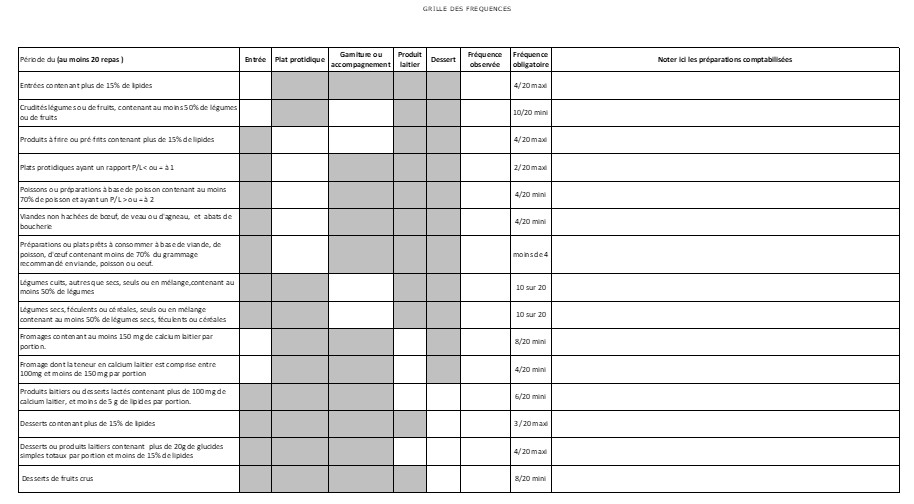 GRILLE DES FREQUENCES
Période du (au moins 20 repas )
Entrée
Plat protidique
Garniture ou
accompagnement
Produit
laitier
Dessert
Fréquence
observée
Fréquence
obligatoire
Noter ici les préparations comptabilisées
Entrées contenant plus de 15% de lipides
4/20 maxi
Crudités légumes ou de fruits, contenant au moins 50% de légumes
ou de fruits
10/20 mini
Produits à frire ou pré frits contenant plus de 15% de lipides
4/20 maxi
Plats protidiques ayant un rapport P/L< ou = à 1
2/20 maxi
Poissons ou préparations à base de poisson contenant au moins
70% de poisson et ayant un P/L > ou = à 2
4/20 mini
Viandes non hachées de bœuf, de veau ou d'agneau, et abats de
boucherie
4/20 mini
Préparations ou plats prêts à consommer à base de viande, de
poisson, d'œuf contenant moins de 70% du grammage
recommandé en viande, poisson ou oeuf.
moins de 4
Légumes cuits, autres que secs, seuls ou en mélange,contenant au
moins 50% de légumes
10 sur 20
Légumes secs, féculents ou céréales, seuls ou en mélange
contenant au moins 50% de légumes secs, féculents ou céréales
10 sur 20
Fromages contenant au moins 150 mg de calcium laitier par
portion.
8/20 mini
Fromage dont la teneur en calcium laitier est comprise entre
100mg et moins de 150 mg par portion
4/20 mini
Produits laitiers ou desserts lactés contenant plus de 100 mg de
calcium laitier, et moins de 5 g de lipides par portion.
6/20 mini
Desserts contenant plus de 15% de lipides
3 / 20 maxi
Desserts ou produits laitiers contenant plus de 20g de glucides
simples totaux par portion et moins de 15% de lipides
4/20 maxi
Desserts de fruits crus
8/20 mini